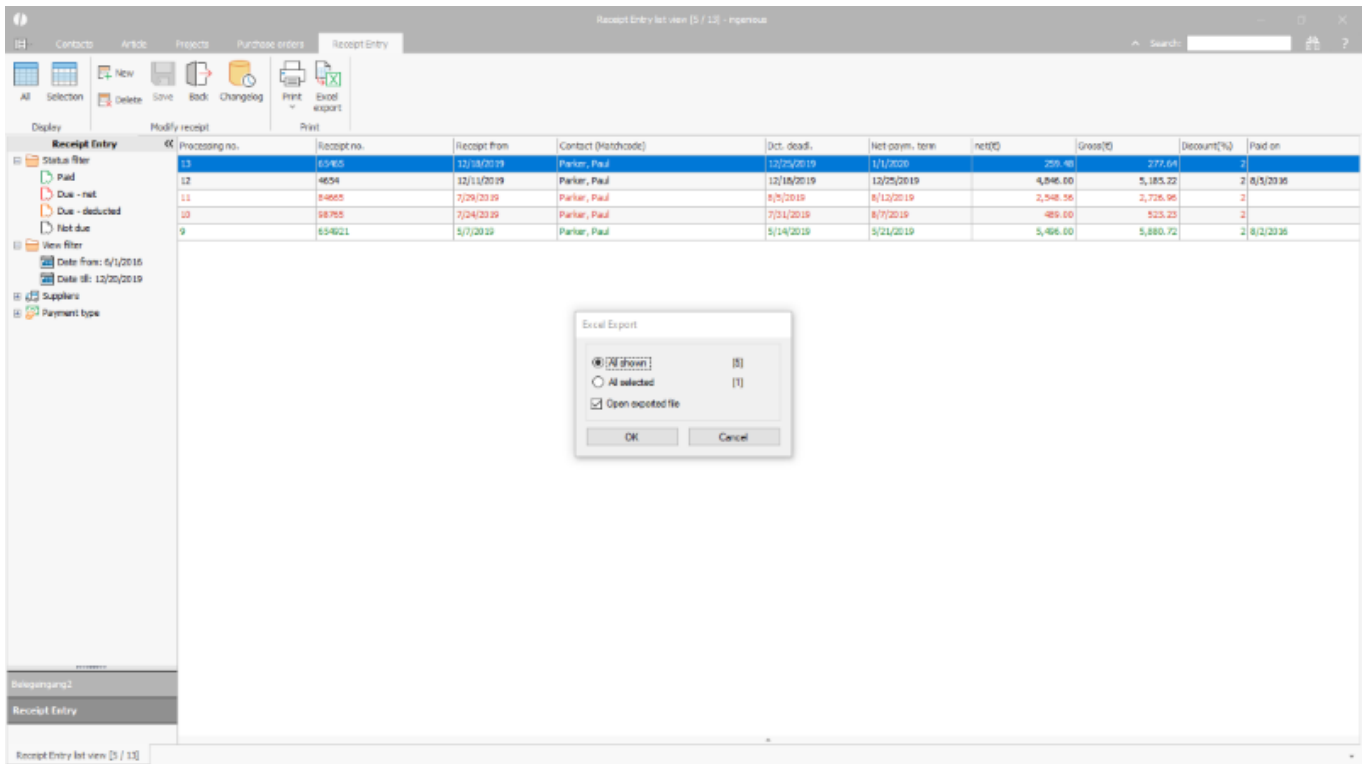 Receipt Entry list view [5 / 13] - ingenious
Contacts Article Projects Purchase orders Receipt Entry Search: ?
All Selection New Delete Save Back Changelog Print Excel export
Display Modify receipt Print
Receipt Entry « Processing no. Receipt no. Receipt from Contact (Matchcode) Dct. deadl. Net paym. term net(€) Gross(€) Discount(%) Paid on
Status filter 13 65465 12/18/2019 Parker, Paul 12/25/2019 1/1/2020 259.48 277.64 2
Paid 12 4654 12/11/2019 Parker, Paul 12/18/2019 12/25/2019 4,846.00 5,185.22 2 8/5/2016
Due - net 11 84665 7/29/2019 Parker, Paul 8/5/2019 8/12/2019 2,548.56 2,726.96 2
Due - deducted 10 98765 7/24/2019 Parker, Paul 7/31/2019 8/7/2019 489.00 523.23 2
Not due 9 654921 5/7/2019 Parker, Paul 5/14/2019 5/21/2019 5,496.00 5,880.72 2 8/2/2016
View filter
Date from: 6/1/2016
Date till: 12/20/2019
Suppliers
Payment type
Excel Export
All shown [5]
All selected [1]
Open exported file
OK Cancel
Belegeingang2
Receipt Entry
Receipt Entry list view [5 / 13]